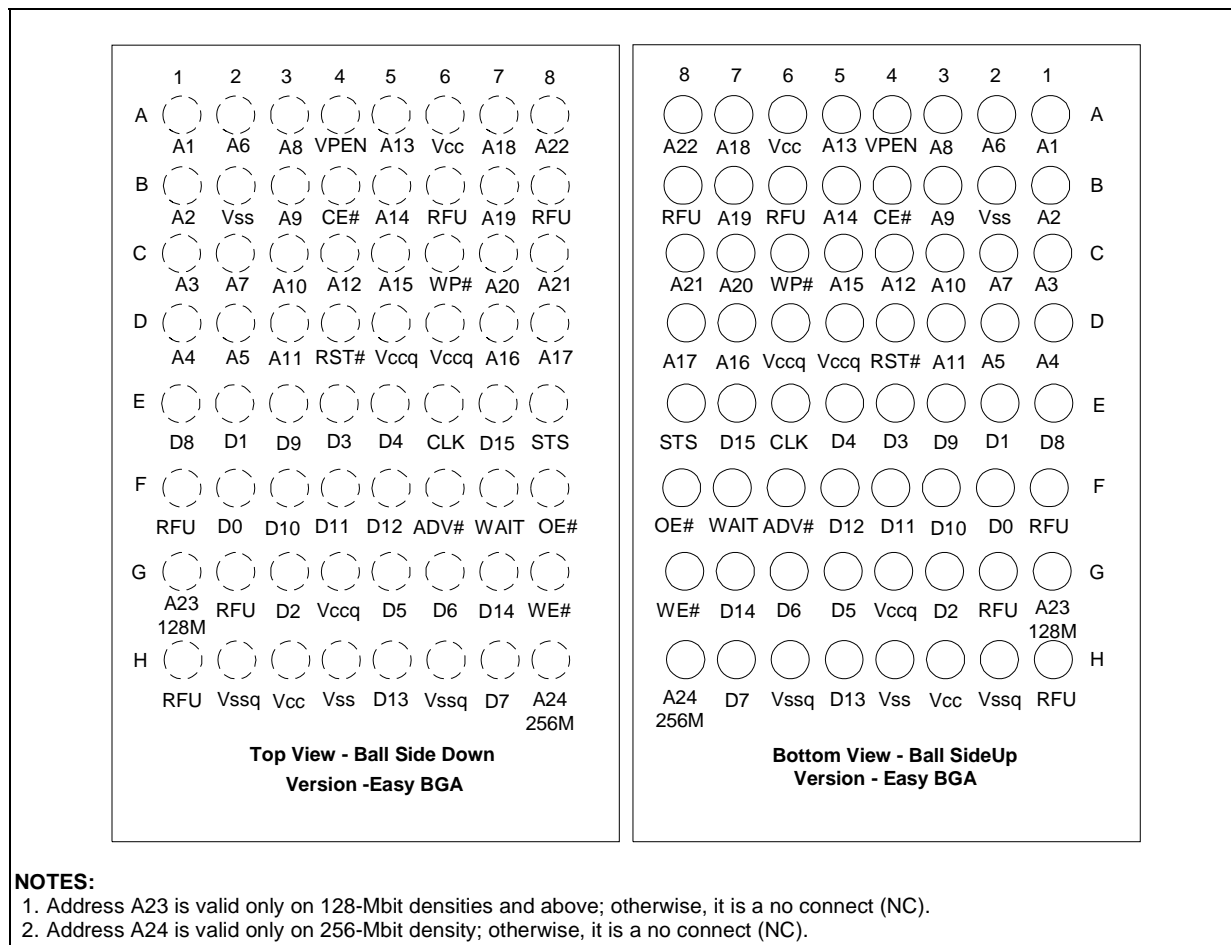 1 2 3 4 5 6 7 8
A
A1 A6 A8 VPEN A13 Vcc A18 A22
B
A2 Vss A9 CE# A14 RFU A19 RFU
C
A3 A7 A10 A12 A15 WP# A20 A21
D
A4 A5 A11 RST# Vccq Vccq A16 A17
E
D8 D1 D9 D3 D4 CLK D15 STS
F
RFU D0 D10 D11 D12 ADV# WAIT OE#
G
A23 RFU D2 Vccq D5 D6 D14 WE#
128M
H
RFU Vssq Vcc Vss D13 Vssq D7 A24
256M
Top View - Ball Side Down
Version -Easy BGA
8 7 6 5 4 3 2 1
A
A22 A18 Vcc A13 VPEN A8 A6 A1
B
RFU A19 RFU A14 CE# A9 Vss A2
C
A21 A20 WP# A15 A12 A10 A7 A3
D
A17 A16 Vccq Vccq RST# A11 A5 A4
E
STS D15 CLK D4 D3 D9 D1 D8
F
OE# WAIT ADV# D12 D11 D10 D0 RFU
G
WE# D14 D6 D5 Vccq D2 RFU A23
128M
H
A24 D7 Vssq D13 Vss Vcc Vssq RFU
256M
Bottom View - Ball SideUp
Version - Easy BGA
NOTES:
1. Address A23 is valid only on 128-Mbit densities and above; otherwise, it is a no connect (NC).
2. Address A24 is valid only on 256-Mbit density; otherwise, it is a no connect (NC).